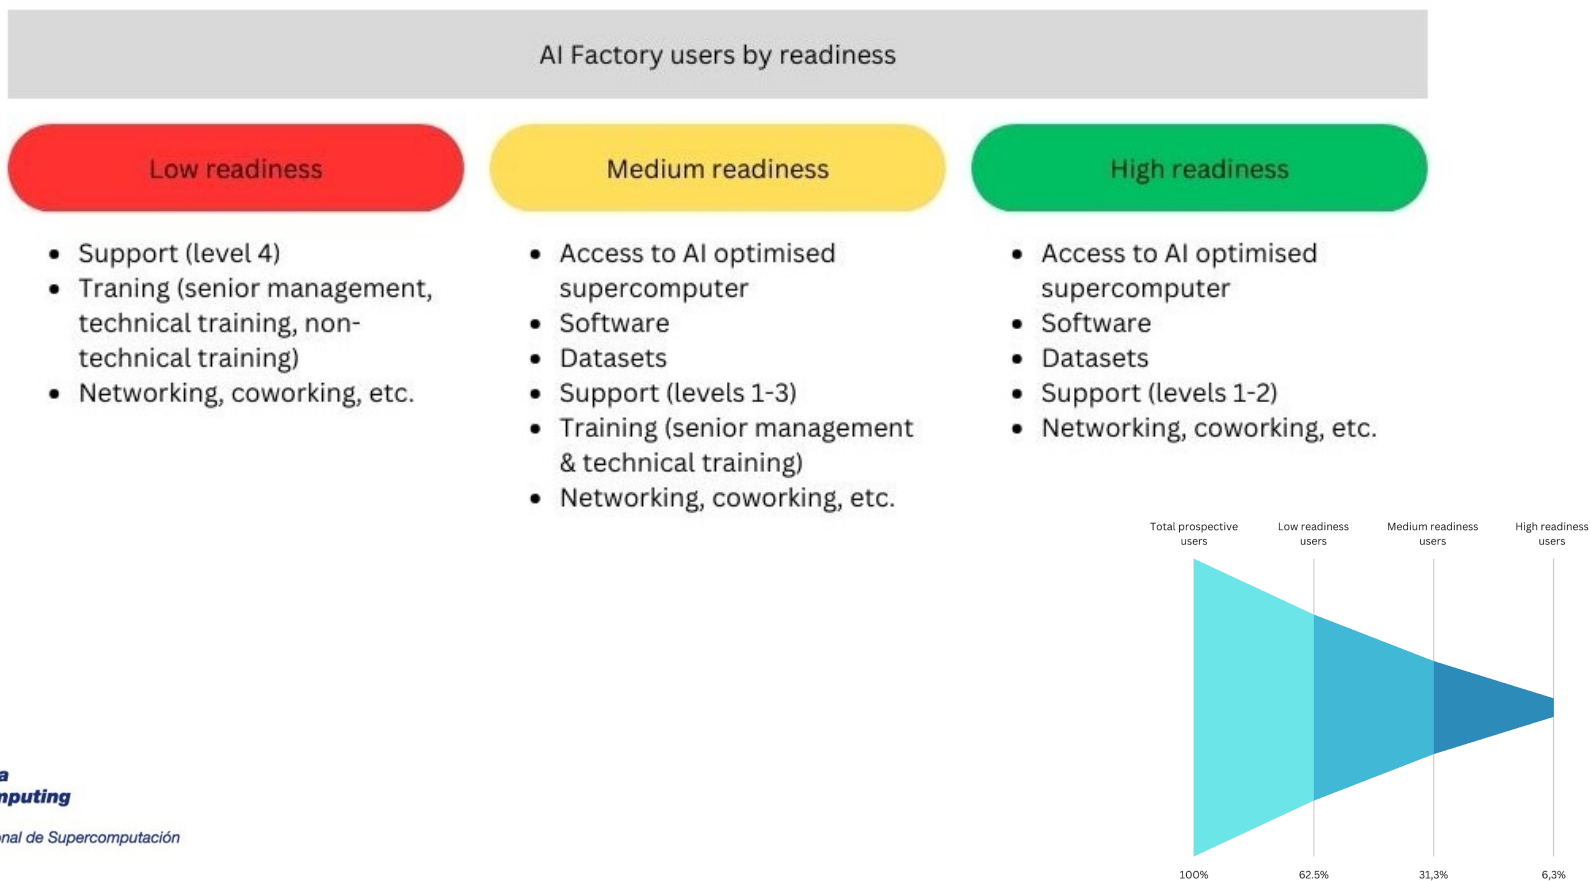 AI Factory users by readiness
Low readiness
Medium readiness
High readiness
• Support (level 4)
• Traning (senior management,
technical training, non-
technical training)
• Networking, coworking, etc.
• Access to AI optimised
supercomputer
• Software
• Datasets
• Support (levels 1-3)
• Training (senior management
& technical training)
• Networking, coworking, etc.
• Access to AI optimised
supercomputer
• Software
• Datasets
• Support (levels 1-2)
• Networking, coworking, etc.
Total prospective
users
Low readiness
users
Medium readiness
users
High readiness
users
100%
62.5%
31,3%
6,3%
a
mputing
onal de Supercomputación